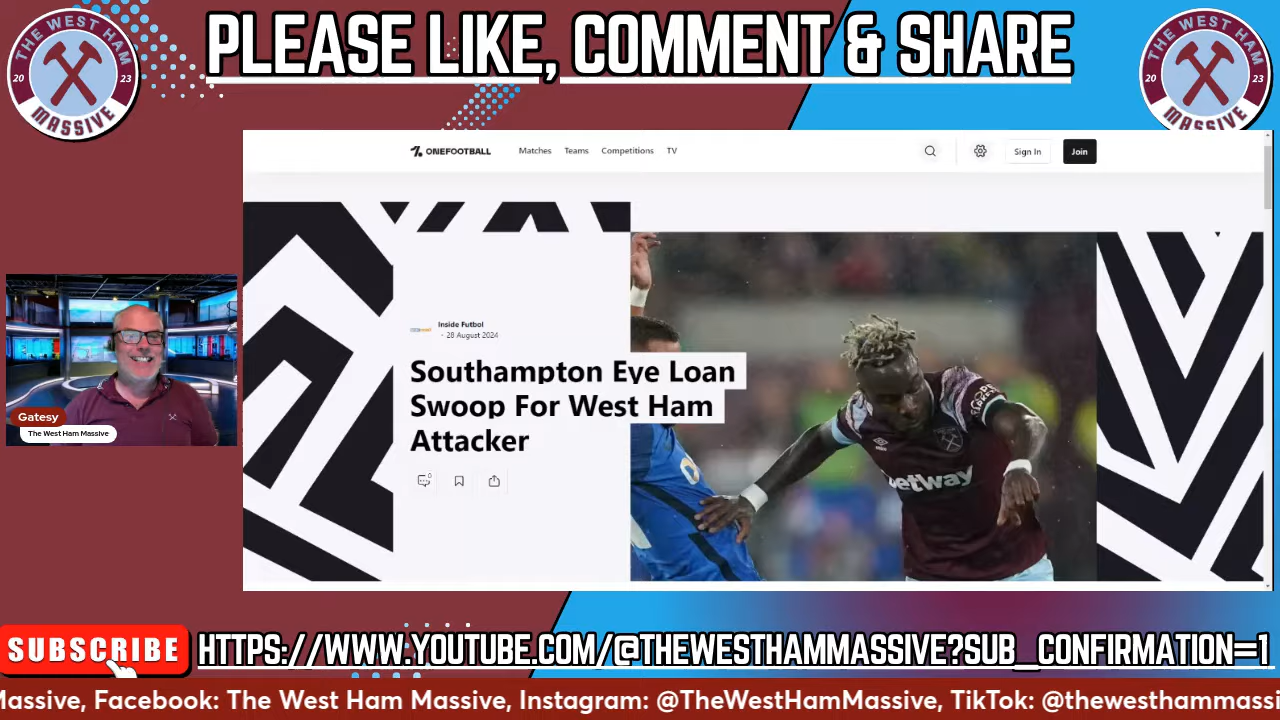 PLEASE LIKE, COMMENT & SHARE
THE WEST HAM
20 23
MASSIVE
THE WEST HAM
20 23
MASSIVE
ONEFOOTBALL Matches Teams Competitions TV Sign In Join
Inside Futbol
- 28 August 2024
Southampton Eye Loan
Swoop For West Ham
Attacker
0
betway
Gatesy
The West Ham Massive
SUBSCRIBE HTTPS://WWW.YOUTUBE.COM/@THEWESTHAMMASSIVE?SUB_CONFIRMATION=1
Massive, Facebook: The West Ham Massive, Instagram: @TheWestHamMassive, TikTok: @thewesthammassi